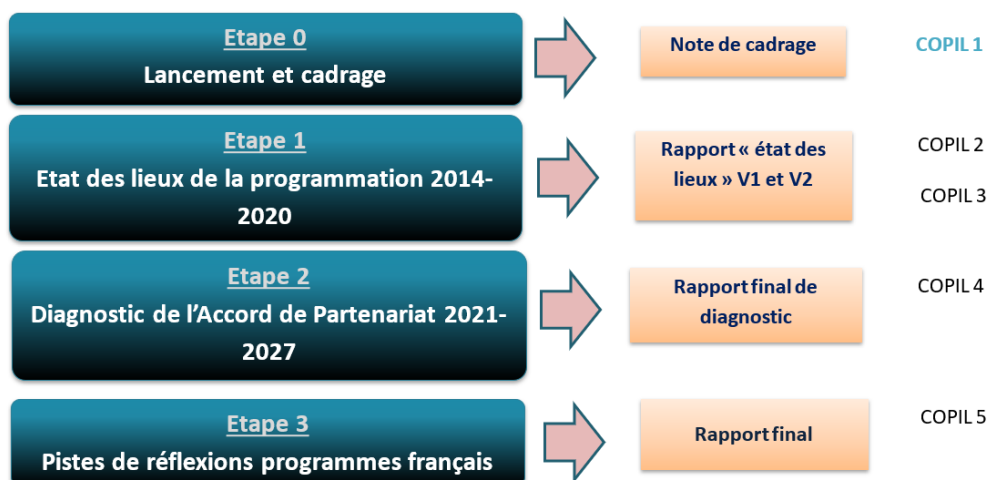 Etape 0
Lancement et cadrage
Note de cadrage
COPIL 1
Etape 1
Etat des lieux de la programmation 2014-
2020
Rapport « état des
lieux » V1 et V2
COPIL 2
COPIL 3
Etape 2
Diagnostic de l’Accord de Partenariat 2021-
2027
Rapport final de
diagnostic
COPIL 4
Etape 3
Pistes de réflexions programmes français
Rapport final
COPIL 5